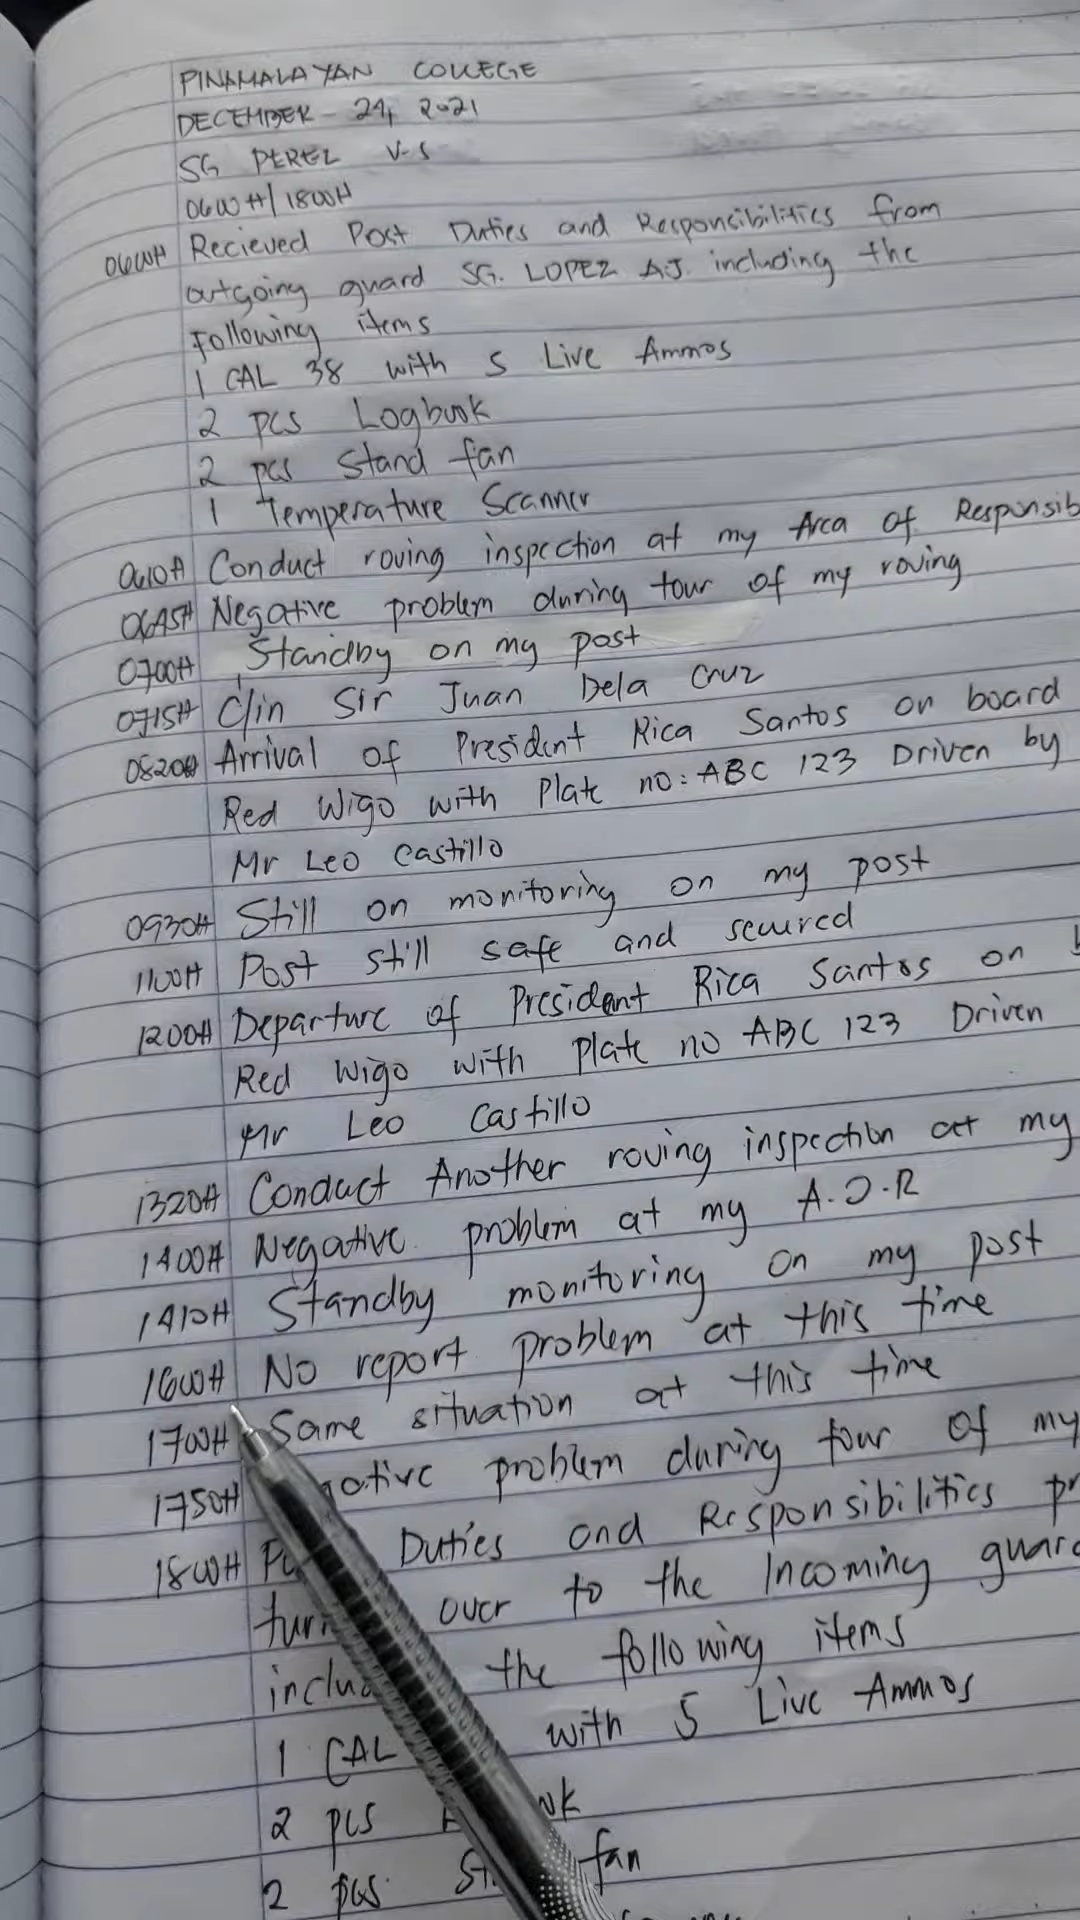 PINAMALAYAN COLLEGE
DECEMBER - 24, 2021
SG PEREZ V-S
0600H/1800H
0600H Recieved Post Duties and Responsibilities from
outgoing guard SG. LOPEZ A.J. including the
Following items
1 CAL 38 with 5 Live Ammos
2 pcs Logbook
2 pcs Stand fan
1 Temperature Scanner
0610H Conduct roving inspection at my Area of Responsib
0645H Negative problem during tour of my roving
0700H Standby on my post
0715H C/in Sir Juan Dela Cruz
0820H Arrival of President Rica Santos on board
Red Wigo with Plate no: ABC 123 Driven by
Mr Leo Castillo
0930H Still on monitoring on my post
1100H Post still safe and secured
1200H Departure of President Rica Santos on
Red Wigo with Plate no ABC 123 Driven
Mr Leo Castillo
1320H Conduct Another roving inspection at my
1400H Negative problem at my A.O.R
1410H Standby monitoring on my post
1600H No report problem at this time
1700H Same situation at this time
1750H ative problem during tour of my
1800H Duties and Responsibilities
over to the Incoming guard
the following items
1 CAL with 5 Live Ammos
2 pcs
2 pcs fan